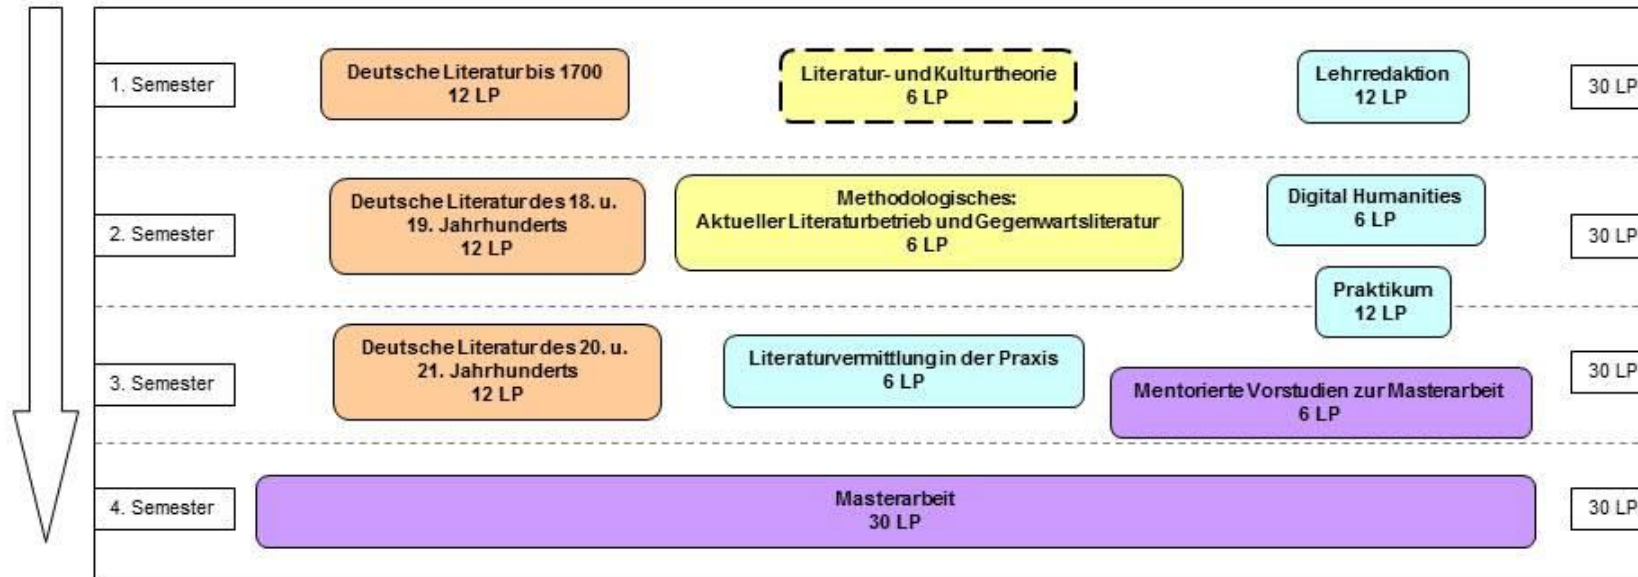 1. Semester
Deutsche Literatur bis 1700
12 LP
Literatur- und Kulturtheorie
6 LP
Lehrredaktion
12 LP
30 LP
2. Semester
Deutsche Literatur des 18. u.
19. Jahrhunderts
12 LP
Methodologisches:
Aktueller Literaturbetrieb und Gegenwartsliteratur
6 LP
Digital Humanities
6 LP
30 LP
Praktikum
12 LP
3. Semester
Deutsche Literatur des 20. u.
21. Jahrhunderts
12 LP
Literaturvermittlung in der Praxis
6 LP
Mentorierte Vorstudien zur Masterarbeit
6 LP
30 LP
4. Semester
Masterarbeit
30 LP
30 LP